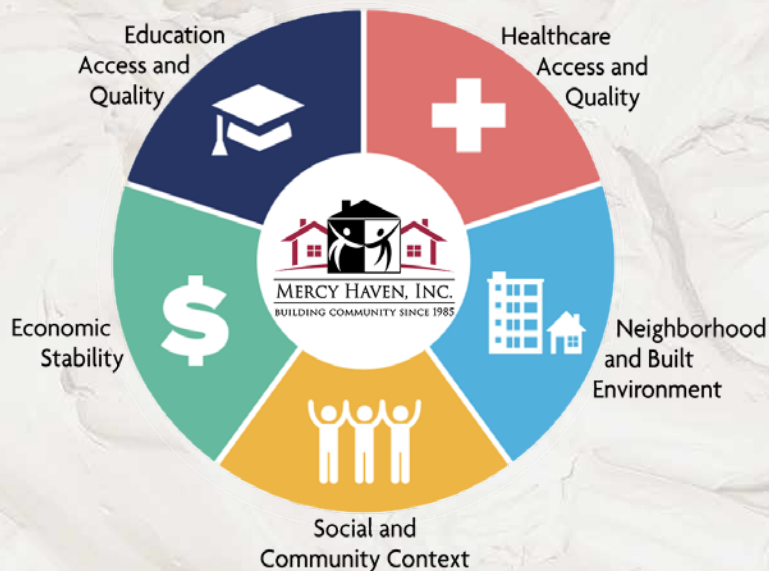 Education
Access and
Quality
Healthcare
Access and
Quality
$
MERCY HAVEN, INC.
BUILDING COMMUNITY SINCE 1985
Economic
Stability
Neighborhood
and Built
Environment
Social and
Community Context